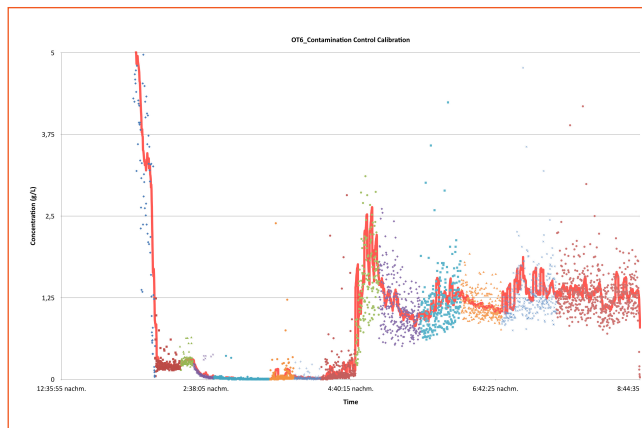 OT6_Contamination Control Calibration
5
3,75
2,5
1,25
0
Concentration (g/L)
12:35:55 nachm.
2:38:05 nachm.
4:40:15 nachm.
6:42:25 nachm.
8:44:35
Time